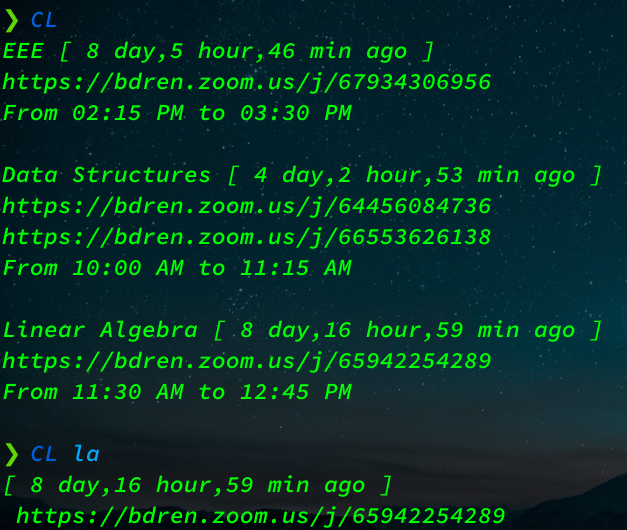 ❯ CL
EEE [ 8 day,5 hour,46 min ago ]
https://bdren.zoom.us/j/67934306956
From 02:15 PM to 03:30 PM
Data Structures [ 4 day,2 hour,53 min ago ]
https://bdren.zoom.us/j/64456084736
https://bdren.zoom.us/j/66553626138
From 10:00 AM to 11:15 AM
Linear Algebra [ 8 day,16 hour,59 min ago ]
https://bdren.zoom.us/j/65942254289
From 11:30 AM to 12:45 PM
❯ CL la
[ 8 day,16 hour,59 min ago ]
https://bdren.zoom.us/j/65942254289